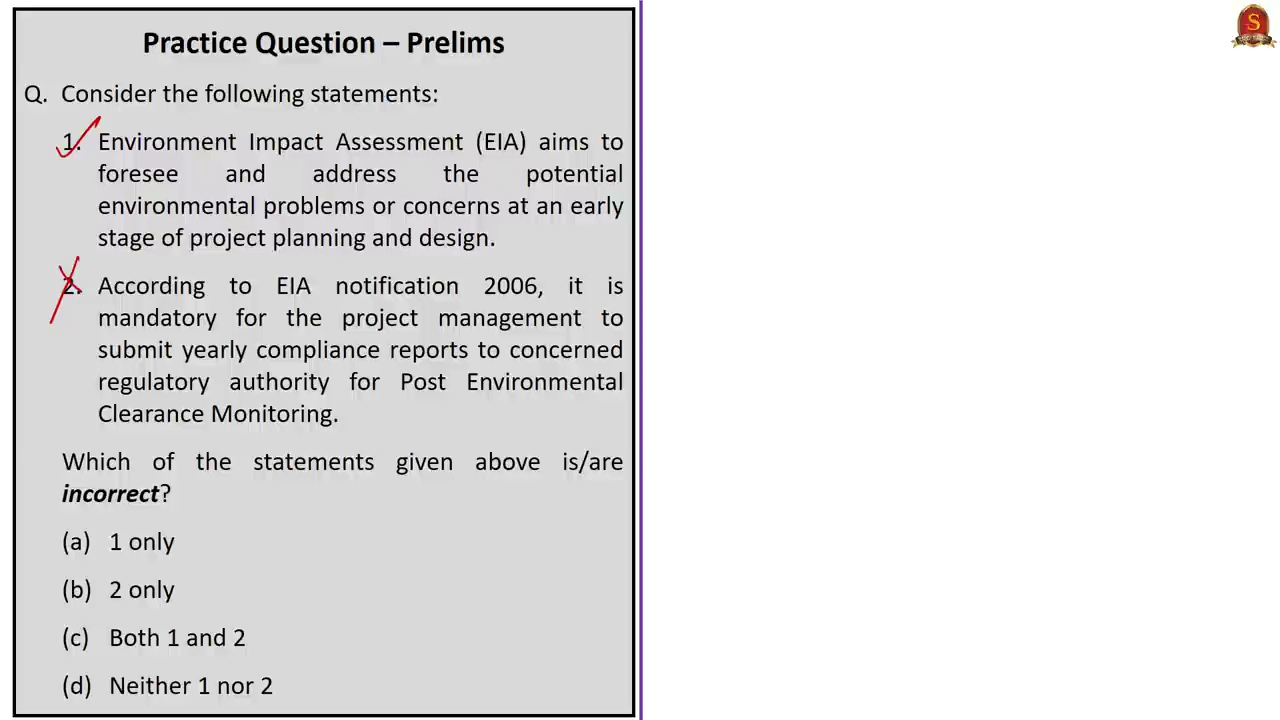 Practice Question – Prelims
Q. Consider the following statements:
1. Environment Impact Assessment (EIA) aims to
foresee and address the potential
environmental problems or concerns at an early
stage of project planning and design.
2. According to EIA notification 2006, it is
mandatory for the project management to
submit yearly compliance reports to concerned
regulatory authority for Post Environmental
Clearance Monitoring.
Which of the statements given above is/are
incorrect?
(a) 1 only
(b) 2 only
(c) Both 1 and 2
(d) Neither 1 nor 2
S